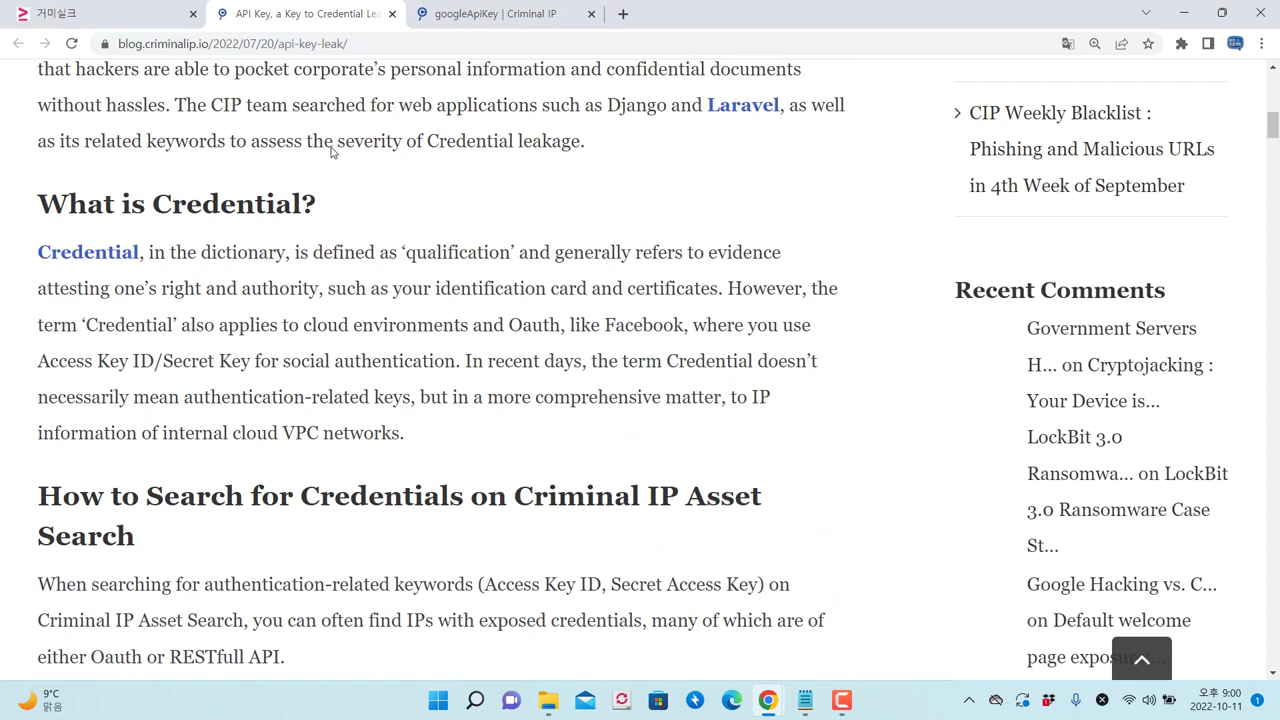 거미실크
API Key, a Key to Credential Lea
googleApiKey | Criminal IP
blog.criminalip.io/2022/07/20/api-key-leak/
that hackers are able to pocket corporate's personal information and confidential documents
without hassles. The CIP team searched for web applications such as Django and Laravel, as well
as its related keywords to assess the severity of Credential leakage.
What is Credential?
Credential, in the dictionary, is defined as ‘qualification’ and generally refers to evidence
attesting one's right and authority, such as your identification card and certificates. However, the
term ‘Credential’ also applies to cloud environments and Oauth, like Facebook, where you use
Access Key ID/Secret Key for social authentication. In recent days, the term Credential doesn't
necessarily mean authentication-related keys, but in a more comprehensive matter, to IP
information of internal cloud VPC networks.
How to Search for Credentials on Criminal IP Asset
Search
When searching for authentication-related keywords (Access Key ID, Secret Access Key) on
Criminal IP Asset Search, you can often find IPs with exposed credentials, many of which are of
either Oauth or RESTfull API.
CIP Weekly Blacklist :
Phishing and Malicious URLs
in 4th Week of September
Recent Comments
Government Servers
H... on Cryptojacking :
Your Device is...
LockBit 3.0
Ransomwa... on LockBit
3.0 Ransomware Case
St...
Google Hacking vs. C...
on Default welcome
page exposure...
9°C
맑음
오후 9:00
2022-10-11
1